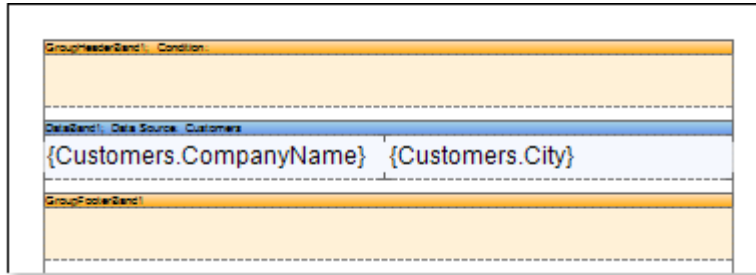 GroupHeaderBand1; Condition:
DataBand1; Data Source: Customers
{Customers.CompanyName} {Customers.City}
GroupFooterBand1